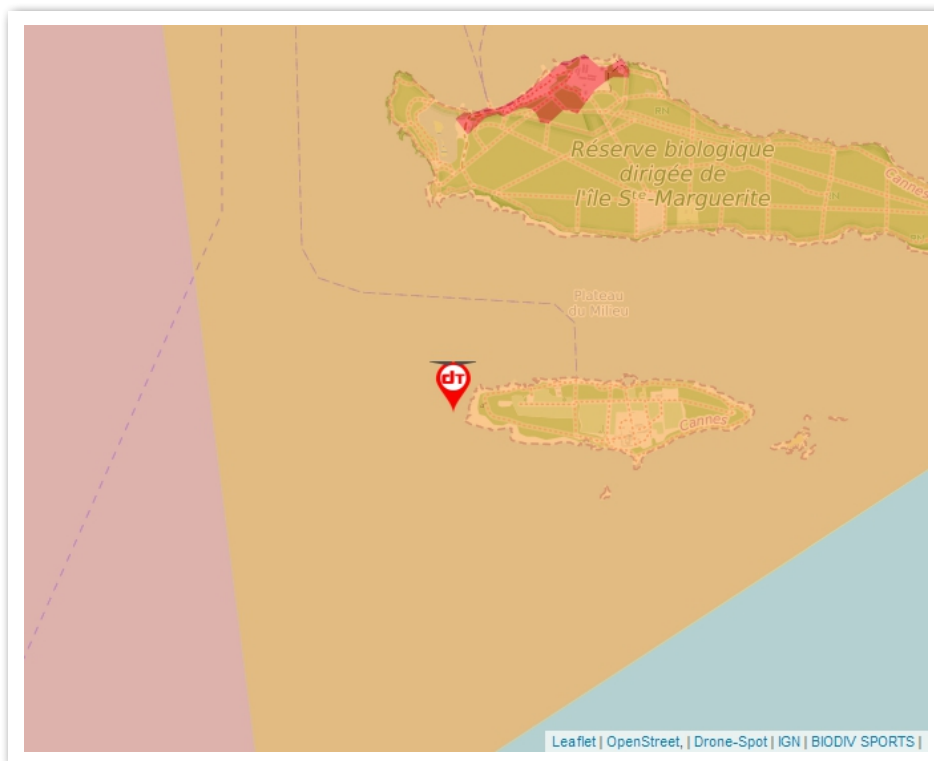 Réserve biologique
dirigée de
l'île Sᵗᵉ-Marguerite
Cannes
Plateau
du Milieu
dT
Cannes
Leaflet | OpenStreet, | Drone-Spot | IGN | BIODIV SPORTS |